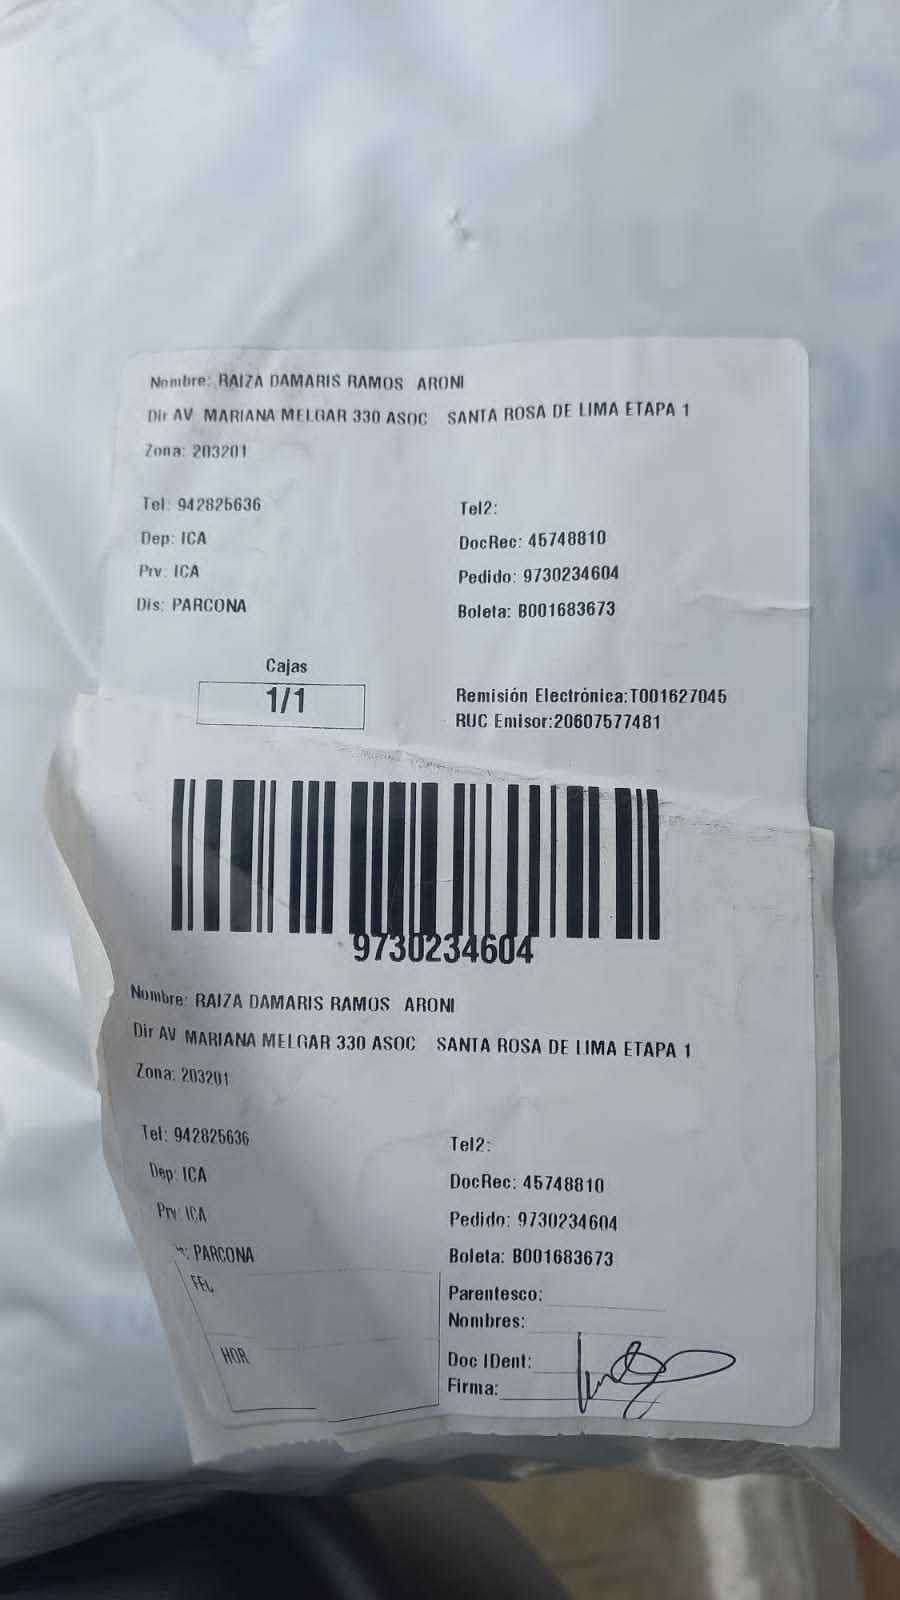 Nombre: RAIZA DAMARIS RAMOS ARONI
Dir AV MARIANA MELGAR 330 ASOC SANTA ROSA DE LIMA ETAPA 1
Zona: 203201
Tel: 942825636 Tel2:
Dep: ICA DocRec: 45748810
Prv: ICA Pedido: 9730234604
Dis: PARCONA Boleta: B001683673
Cajas
1/1
Remisión Electrónica:T001627045
RUC Emisor:20607577481
9730234604
Nombre: RAIZA DAMARIS RAMOS ARONI
Dir AV MARIANA MELGAR 330 ASOC SANTA ROSA DE LIMA ETAPA 1
Zona: 203201
Tel: 942825636 Tel2:
Dep: ICA DocRec: 45748810
Prv: ICA Pedido: 9730234604
PARCONA Boleta: B001683673
Parentesco:
Nombres:
HOR Doc IDent:
Firma: